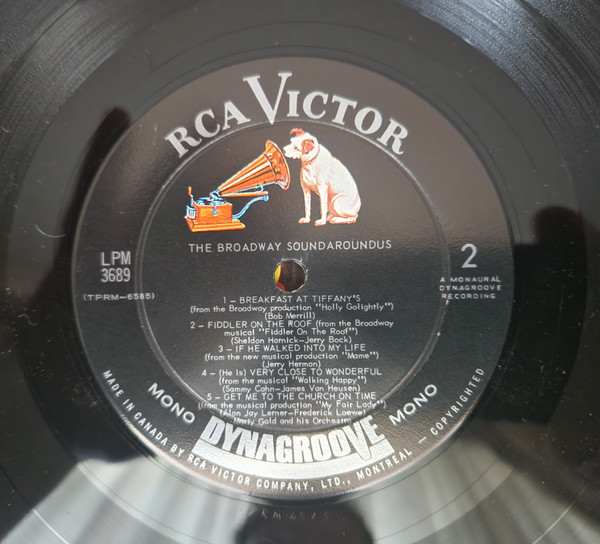 RCA VICTOR
THE BROADWAY SOUNDAROUNDUS
LPM
3689
(TPRM-6585)
2
A MONAURAL
DYNAGROOVE
RECORDING
1 – BREAKFAST AT TIFFANY'S
(from the Broadway production "Holly Golightly")
(Bob Merrill)
2 – FIDDLER ON THE ROOF (from the Broadway
musical "Fiddler On The Roof")
(Sheldon Harnick-Jerry Bock)
3 – IF HE WALKED INTO MY LIFE
(from the new musical production "Mame")
(Jerry Herman)
4 – (He Is) VERY CLOSE TO WONDERFUL
(from the musical "Walking Happy")
(Sammy Cahn-James Van Heusen)
5 – GET ME TO THE CHURCH ON TIME
(from the musical production "My Fair Lady")
(Alan Jay Lerner-Frederick Loewe)
Marty Gold and his Orchestra
MONO DYNAGROOVE MONO
MADE IN CANADA BY RCA VICTOR COMPANY, LTD., MONTREAL – COPYRIGHTED